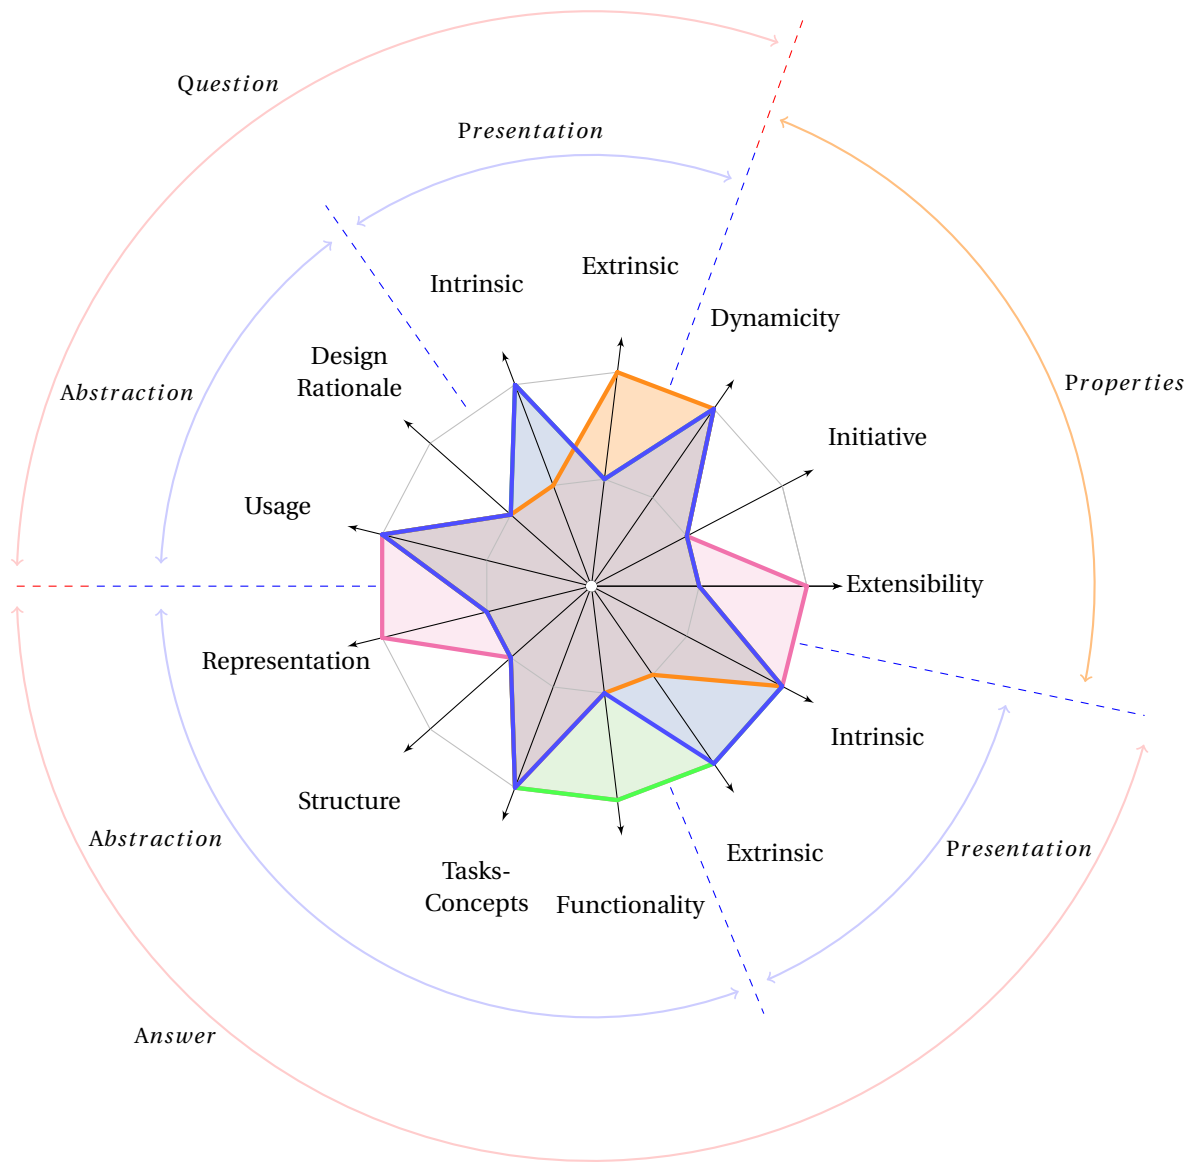 Question
Presentation
Extrinsic
Intrinsic
Dynamicity
Design
Rationale
Abstraction
Properties
Initiative
Usage
Extensibility
Representation
Intrinsic
Structure
Abstraction
Presentation
Extrinsic
Tasks-
Concepts
Functionality
Answer